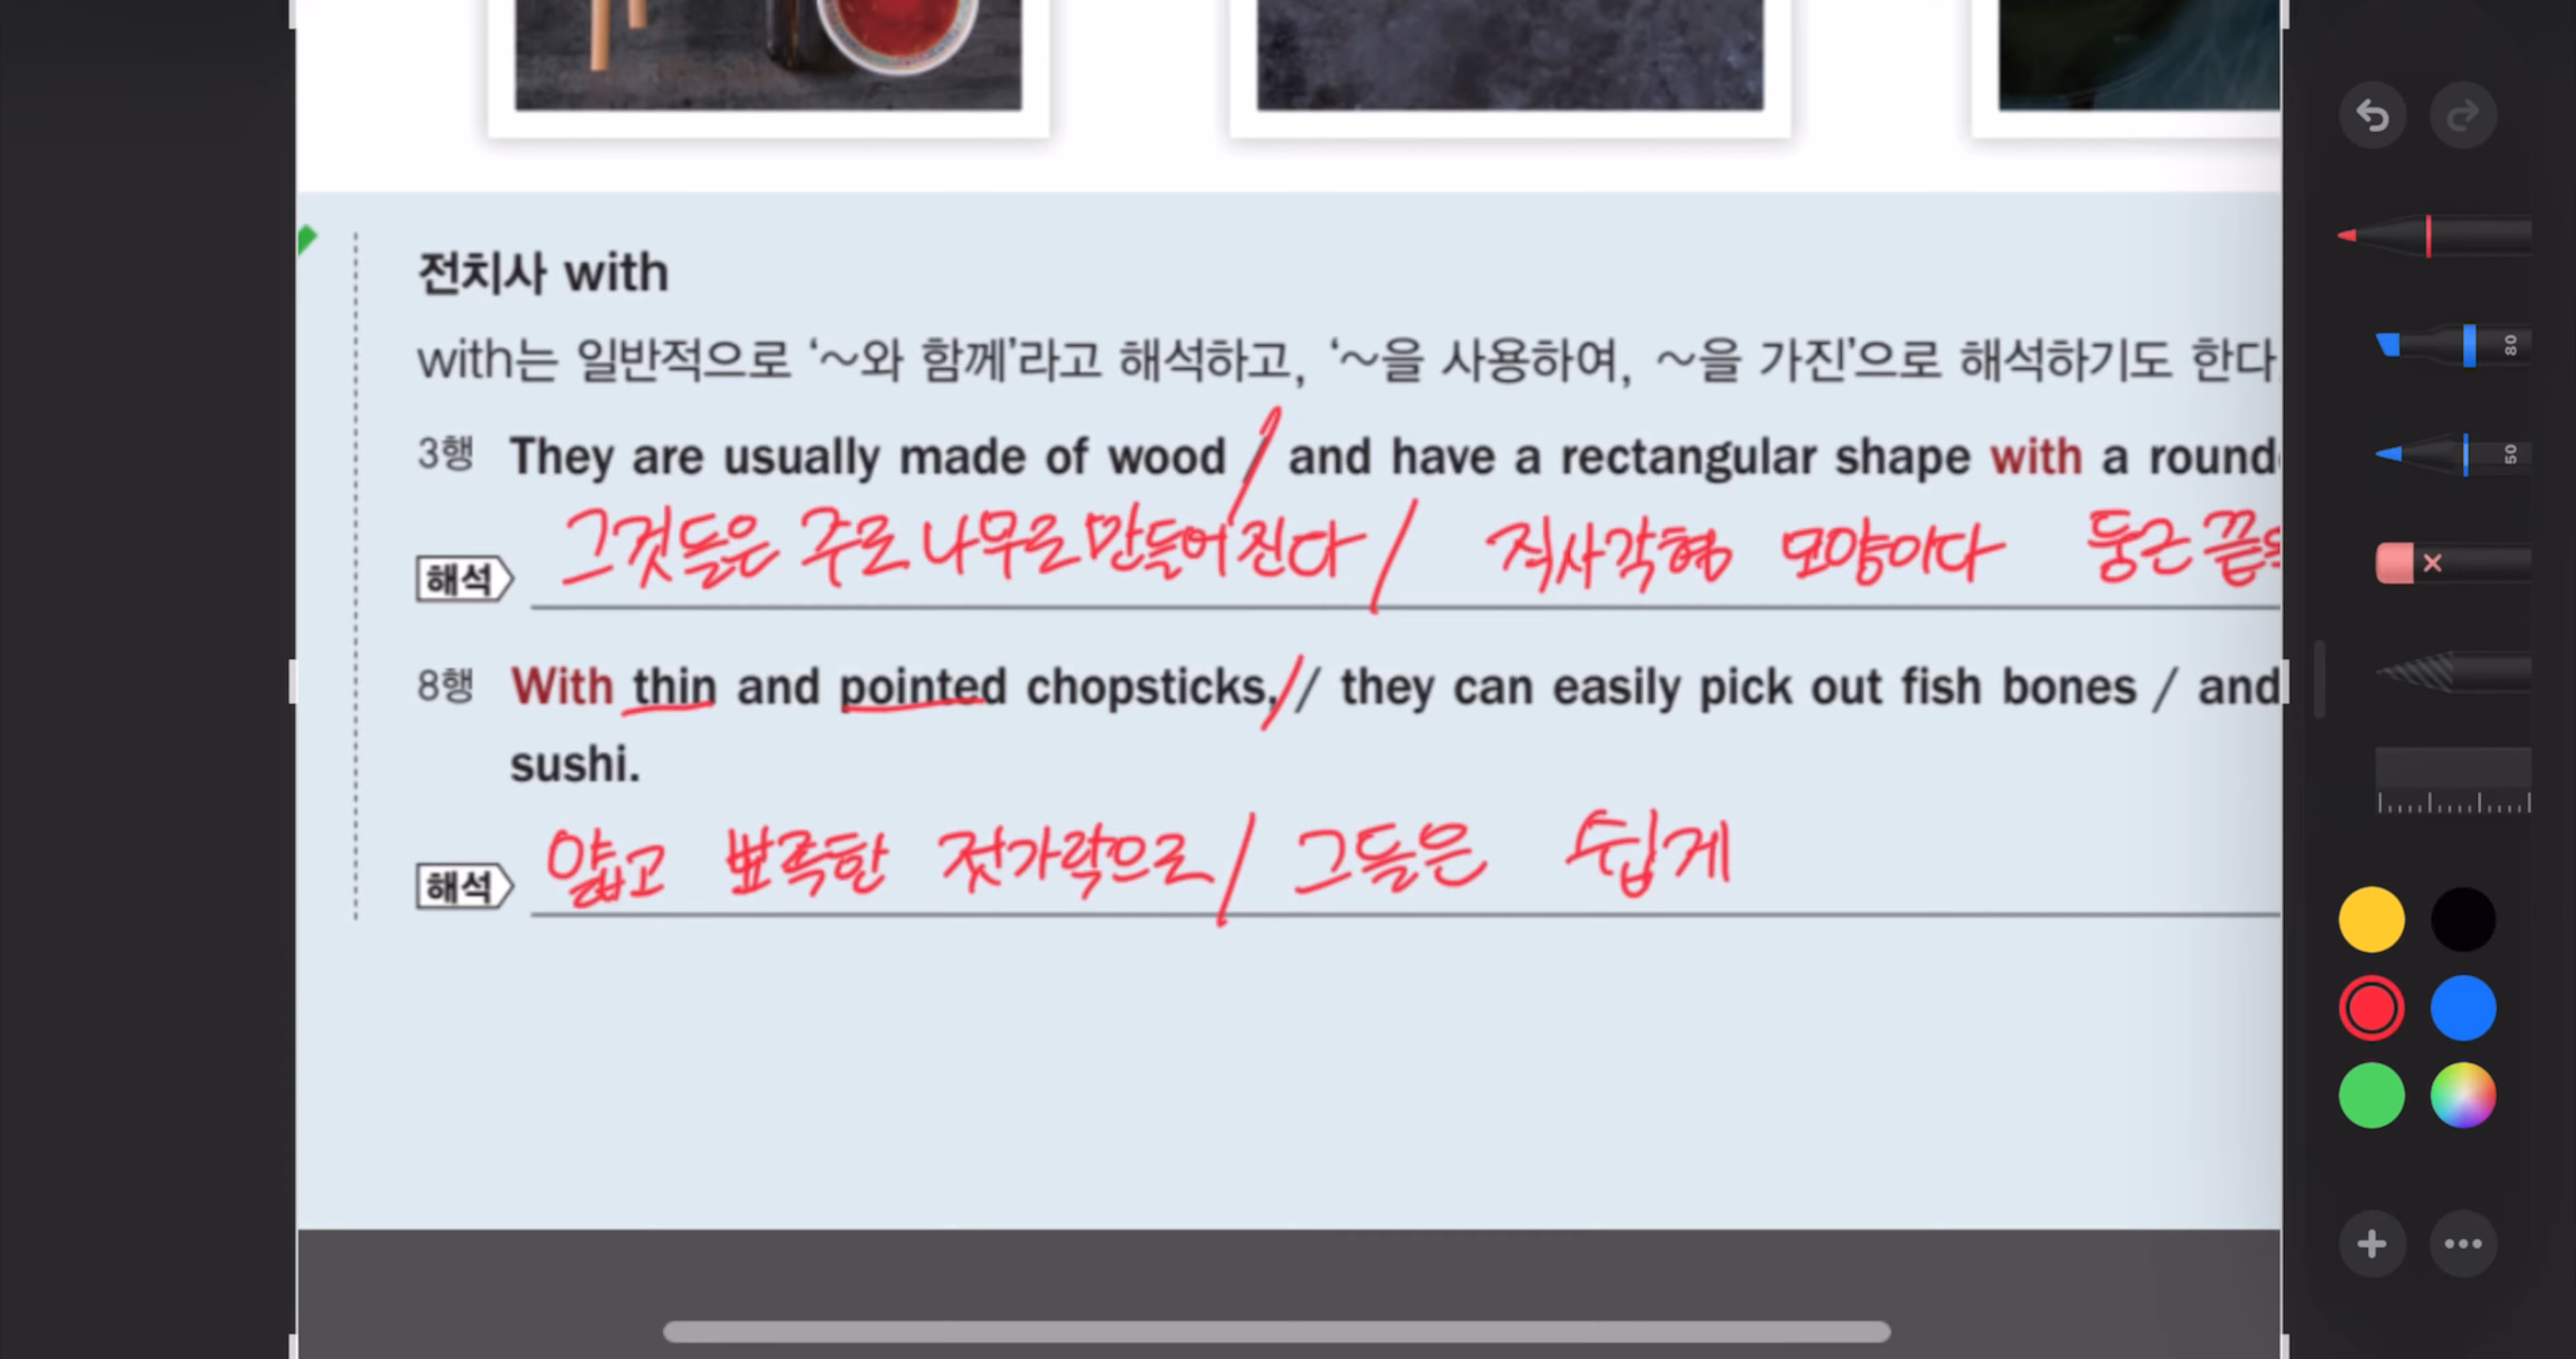 전치사 with
with는 일반적으로 ‘~와 함께’라고 해석하고, ‘~을 사용하여, ~을 가진’으로 해석하기도 한다
3행 They are usually made of wood / and have a rectangular shape with a round
해석 그것들은 주로 나무로 만들어진다 / 직사각형 모양이다 둥근 끝
8행 With thin and pointed chopsticks, // they can easily pick out fish bones / and
sushi.
해석 얇고 뾰족한 젓가락으로 / 그들은 쉽게
80
50